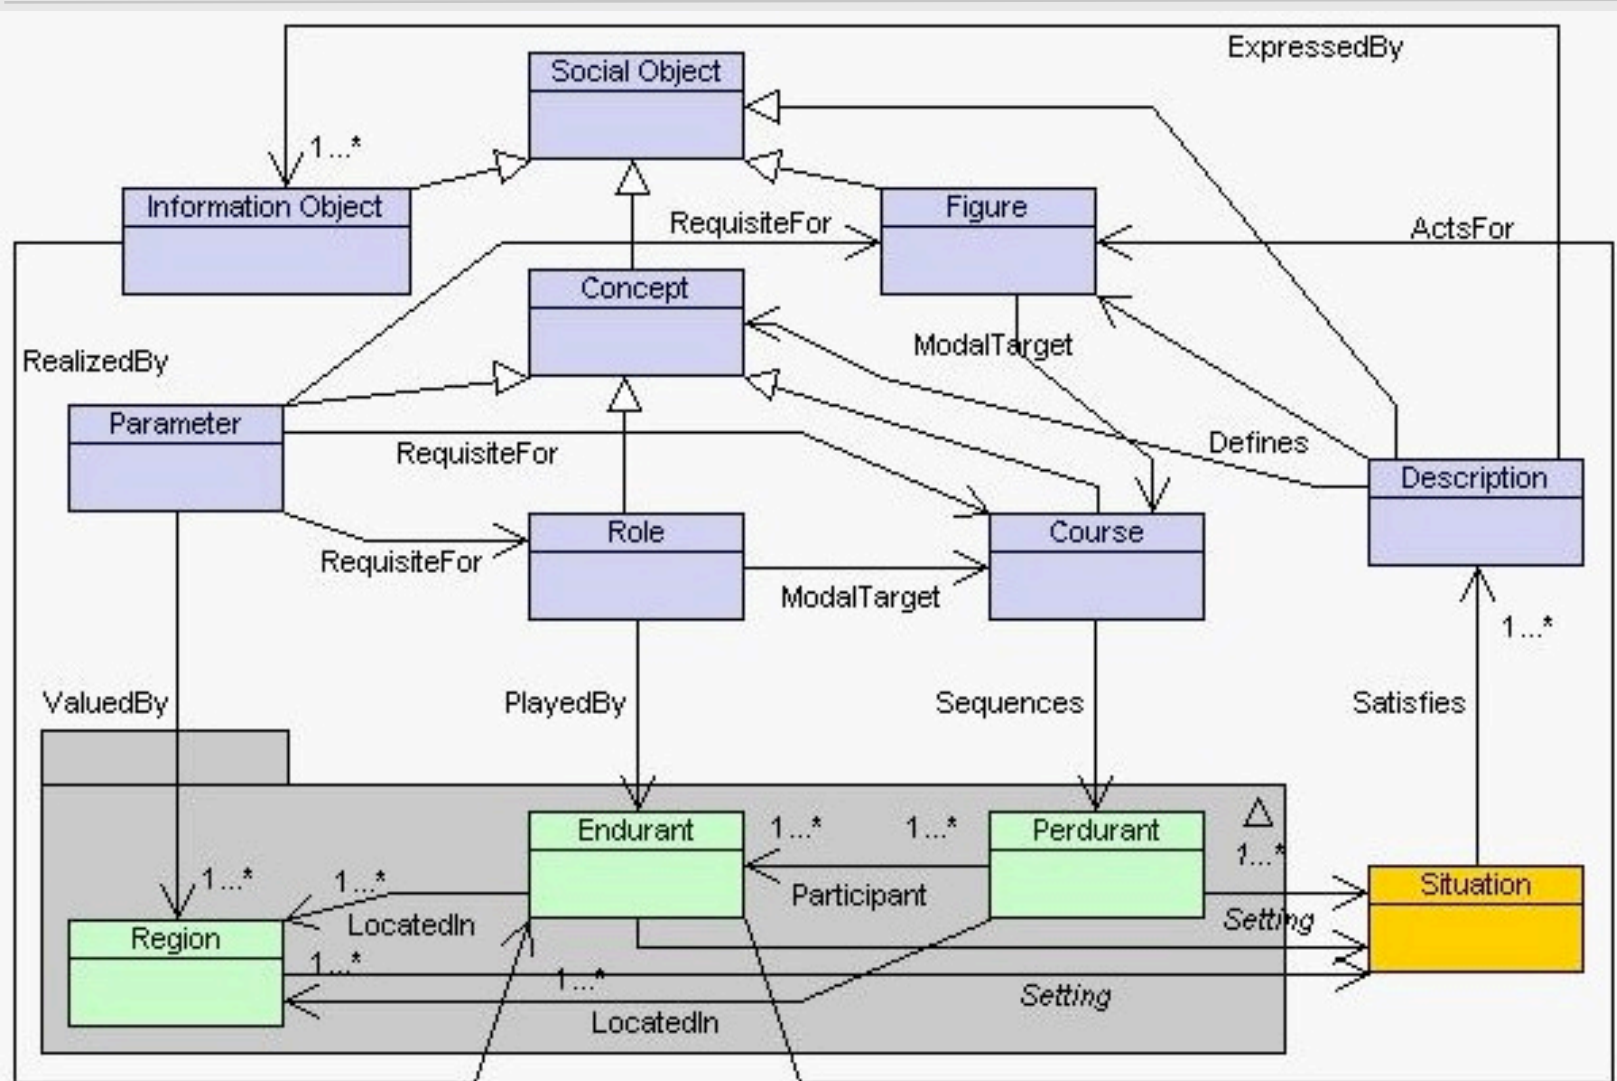 ExpressedBy
Social Object
1...*
Information Object
Figure
RequisiteFor
ActsFor
Concept
ModalTarget
RealizedBy
Parameter
Defines
RequisiteFor
Description
Role
Course
RequisiteFor
ModalTarget
1...*
ValuedBy
PlayedBy
Sequences
Satisfies
Endurant
1...*
1...*
Perdurant
1...*
1...*
1...*
Situation
Participant
LocatedIn
Setting
Region
1...*
1...*
Setting
LocatedIn